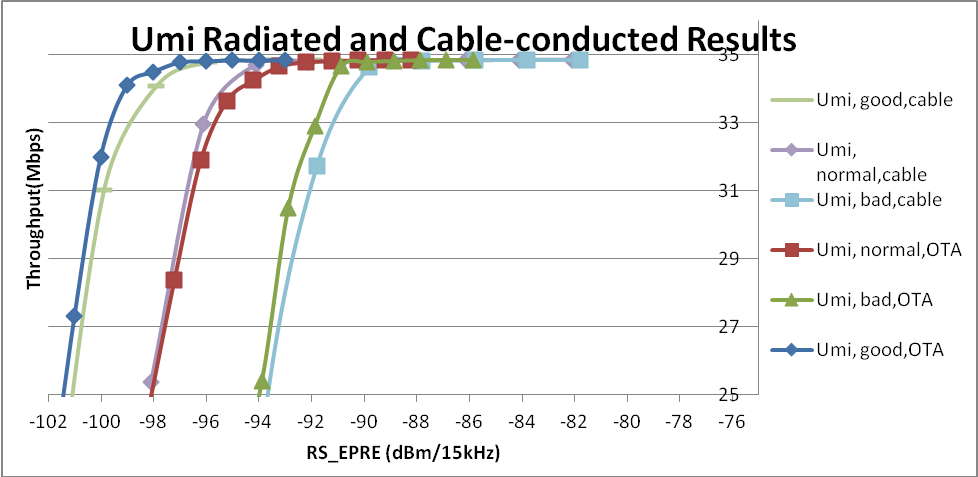 Umi Radiated and Cable-conducted Results
Throughput(Mbps)
35
33
31
29
27
25
-102 -100 -98 -96 -94 -92 -90 -88 -86 -84 -82 -80 -78 -76
RS_EPRE (dBm/15kHz)
Umi, good,cable
Umi,
normal,cable
Umi, bad,cable
Umi, normal,OTA
Umi, bad,OTA
Umi, good,OTA